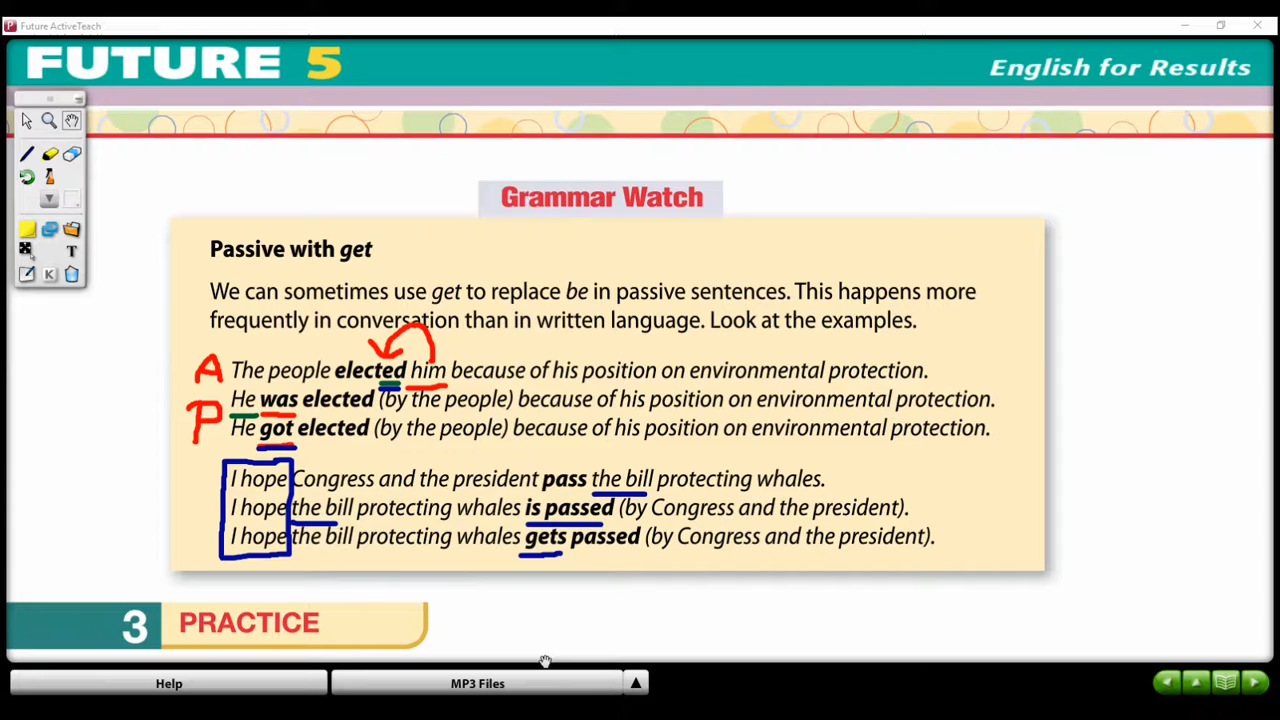 Future ActiveTeach
FUTURE 5
English for Results
Grammar Watch
Passive with get
We can sometimes use get to replace be in passive sentences. This happens more
frequently in conversation than in written language. Look at the examples.
A The people elected him because of his position on environmental protection.
P He was elected (by the people) because of his position on environmental protection.
He got elected (by the people) because of his position on environmental protection.
I hope Congress and the president pass the bill protecting whales.
I hope the bill protecting whales is passed (by Congress and the president).
I hope the bill protecting whales gets passed (by Congress and the president).
3 PRACTICE
Help
MP3 Files
T
K